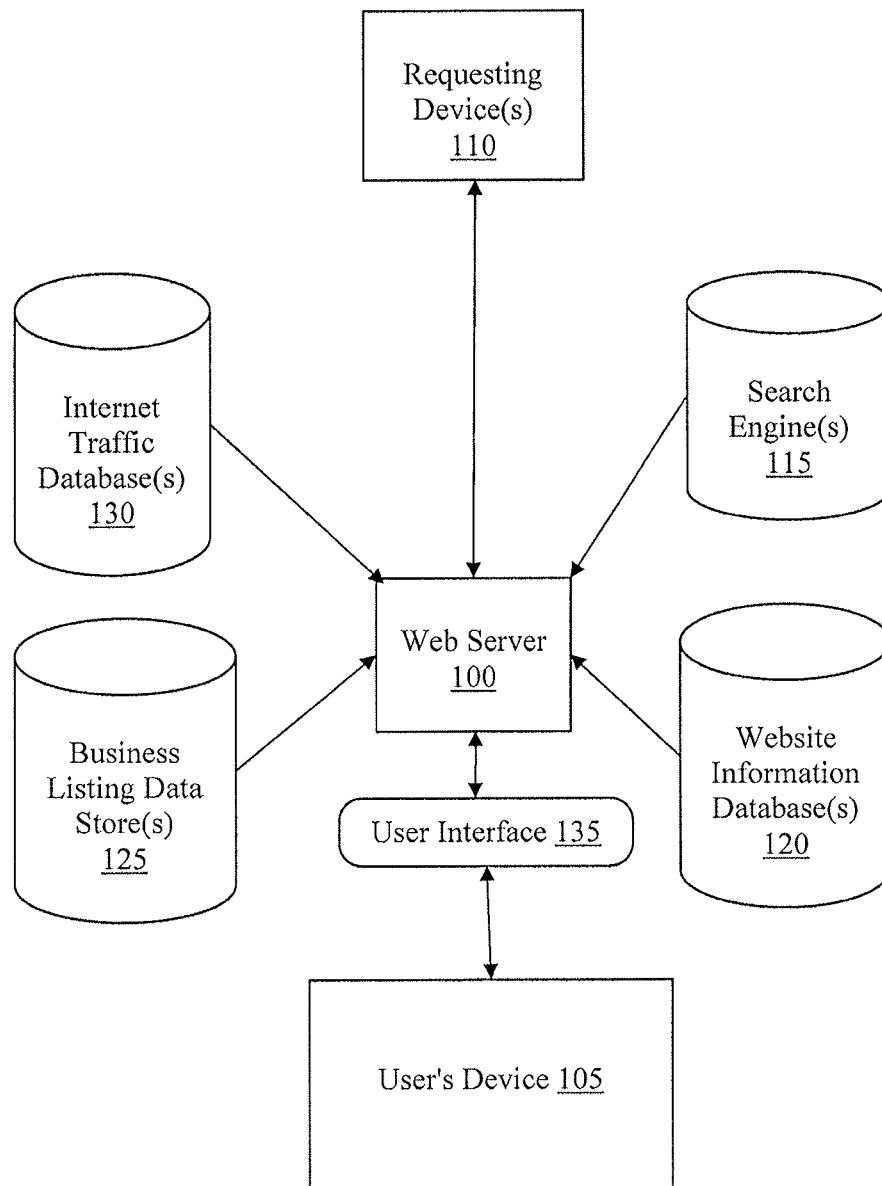 Requesting
Device(s)
110
Internet
Traffic
Database(s)
130
Search
Engine(s)
115
Web Server
100
Business
Listing Data
Store(s)
125
Website
Information
Database(s)
120
User Interface 135
User's Device 105